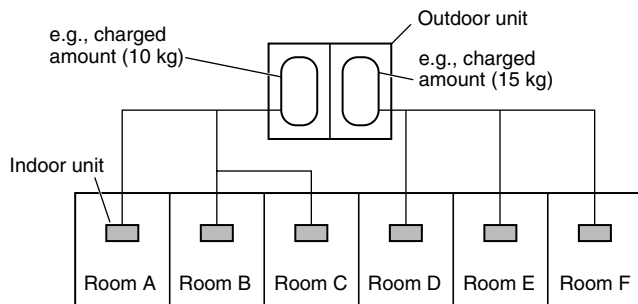 Outdoor unit
e.g., charged
amount (10 kg)
e.g., charged
amount (15 kg)
Indoor unit
Room A
Room B
Room C
Room D
Room E
Room F